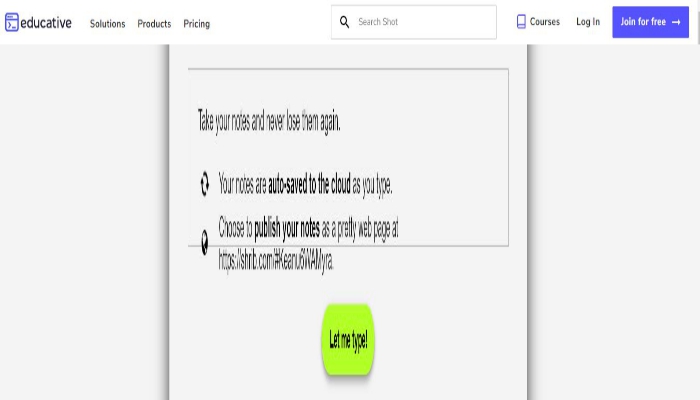 educative Solutions Products Pricing Search Shot Courses Log In Join for free →
Take your notes and never lose them again.
Your notes are auto-saved to the cloud as you type.
Choose to publish your notes as a pretty web page at
https://shrib.com/#Keanu6WAMyra.
Let me type!